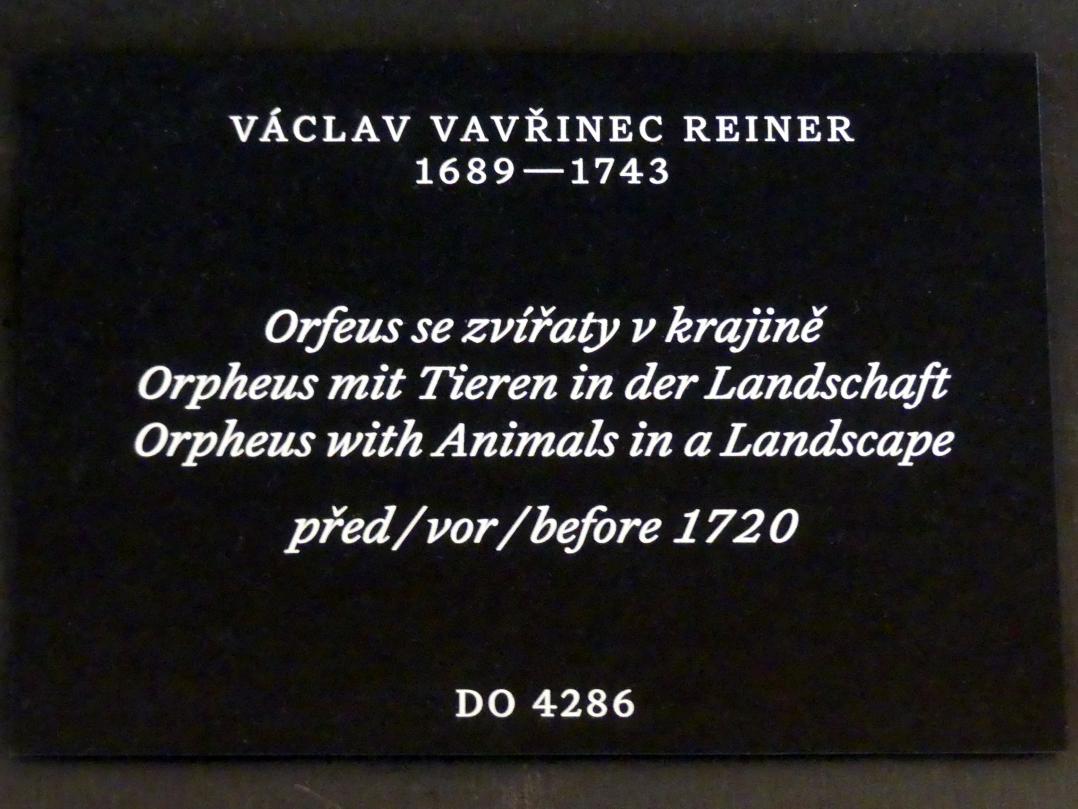 VÁCLAV VAVŘINEC REINER
1689—1743
Orfeus se zvířaty v krajině
Orpheus mit Tieren in der Landschaft
Orpheus with Animals in a Landscape
před/vor/before 1720
DO 4286